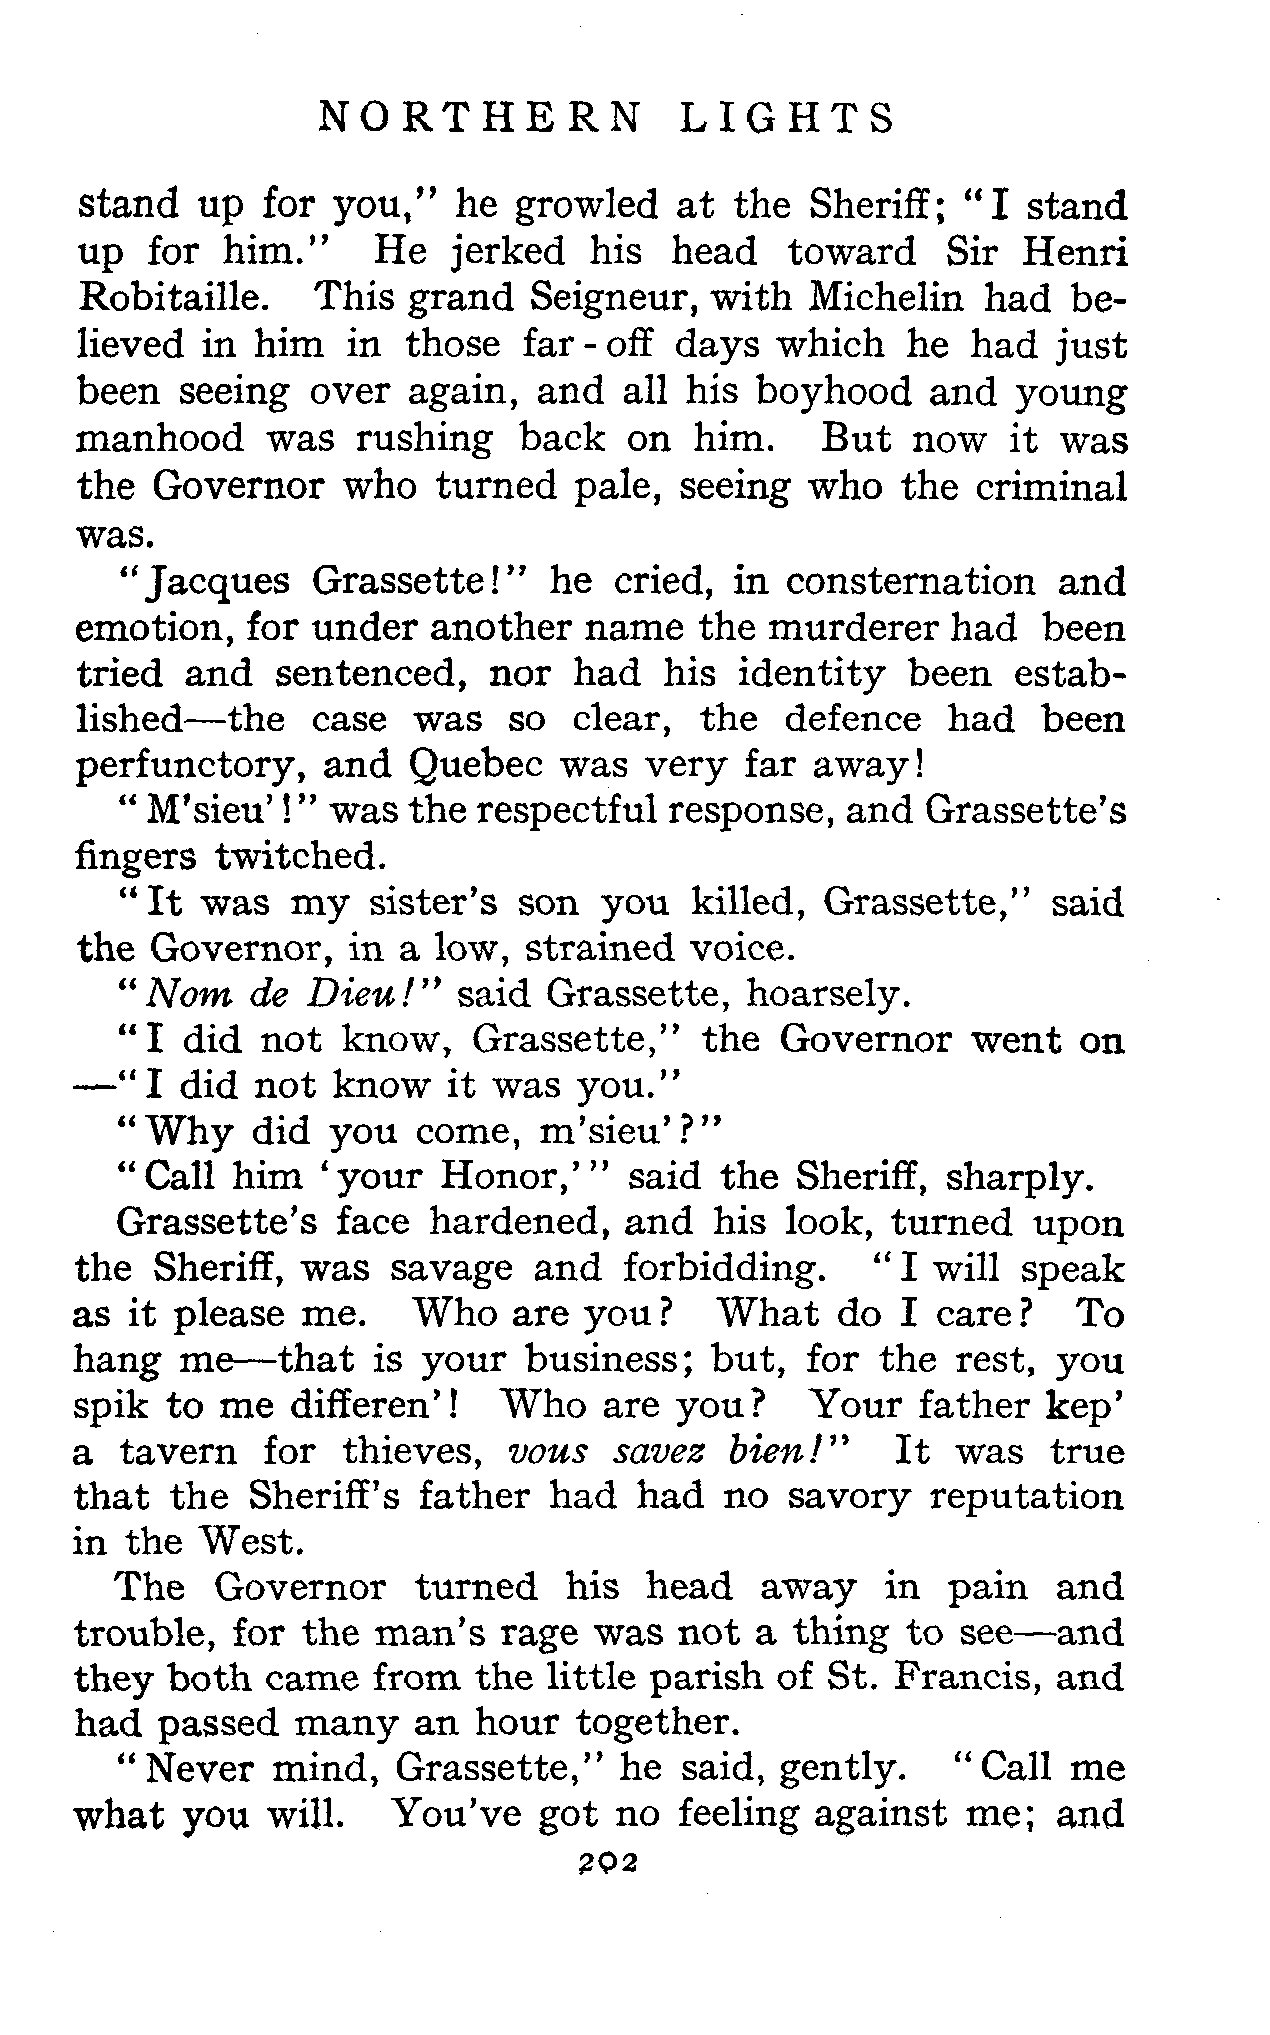 NORTHERN LIGHTS
stand up for you," he growled at the Sheriff; "I stand
up for him." He jerked his head toward Sir Henri
Robitaille. This grand Seigneur, with Michelin had be-
lieved in him in those far-off days which he had just
been seeing over again, and all his boyhood and young
manhood was rushing back on him. But now it was
the Governor who turned pale, seeing who the criminal
was.
"Jacques Grassette!" he cried, in consternation and
emotion, for under another name the murderer had been
tried and sentenced, nor had his identity been estab-
lished—the case was so clear, the defence had been
perfunctory, and Quebec was very far away!
"M'sieu'!" was the respectful response, and Grassette's
fingers twitched.
"It was my sister's son you killed, Grassette," said
the Governor, in a low, strained voice.
"Nom de Dieu!" said Grassette, hoarsely.
"I did not know, Grassette," the Governor went on
—"I did not know it was you."
"Why did you come, m'sieu'?"
"Call him 'your Honor,'" said the Sheriff, sharply.
Grassette's face hardened, and his look, turned upon
the Sheriff, was savage and forbidding. "I will speak
as it please me. Who are you? What do I care? To
hang me—that is your business; but, for the rest, you
spik to me differen'! Who are you? Your father kep'
a tavern for thieves, vous savez bien!" It was true
that the Sheriff's father had had no savory reputation
in the West.
The Governor turned his head away in pain and
trouble, for the man's rage was not a thing to see—and
they both came from the little parish of St. Francis, and
had passed many an hour together.
"Never mind, Grassette," he said, gently. "Call me
what you will. You've got no feeling against me; and
202